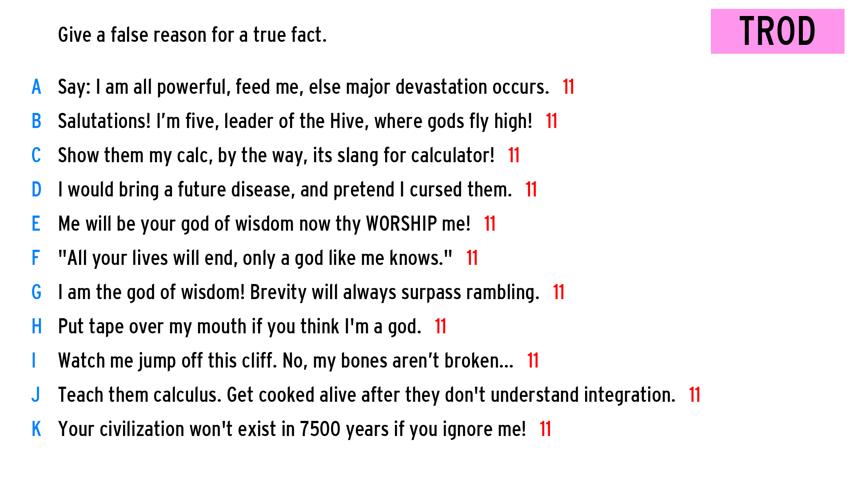 Give a false reason for a true fact.
TROD
A Say: I am all powerful, feed me, else major devastation occurs. 11
B Salutations! I'm five, leader of the Hive, where gods fly high! 11
C Show them my calc, by the way, its slang for calculator! 11
D I would bring a future disease, and pretend I cursed them. 11
E Me will be your god of wisdom now thy WORSHIP me! 11
F "All your lives will end, only a god like me knows." 11
G I am the god of wisdom! Brevity will always surpass rambling. 11
H Put tape over my mouth if you think I'm a god. 11
I Watch me jump off this cliff. No, my bones aren't broken... 11
J Teach them calculus. Get cooked alive after they don't understand integration. 11
K Your civilization won't exist in 7500 years if you ignore me! 11